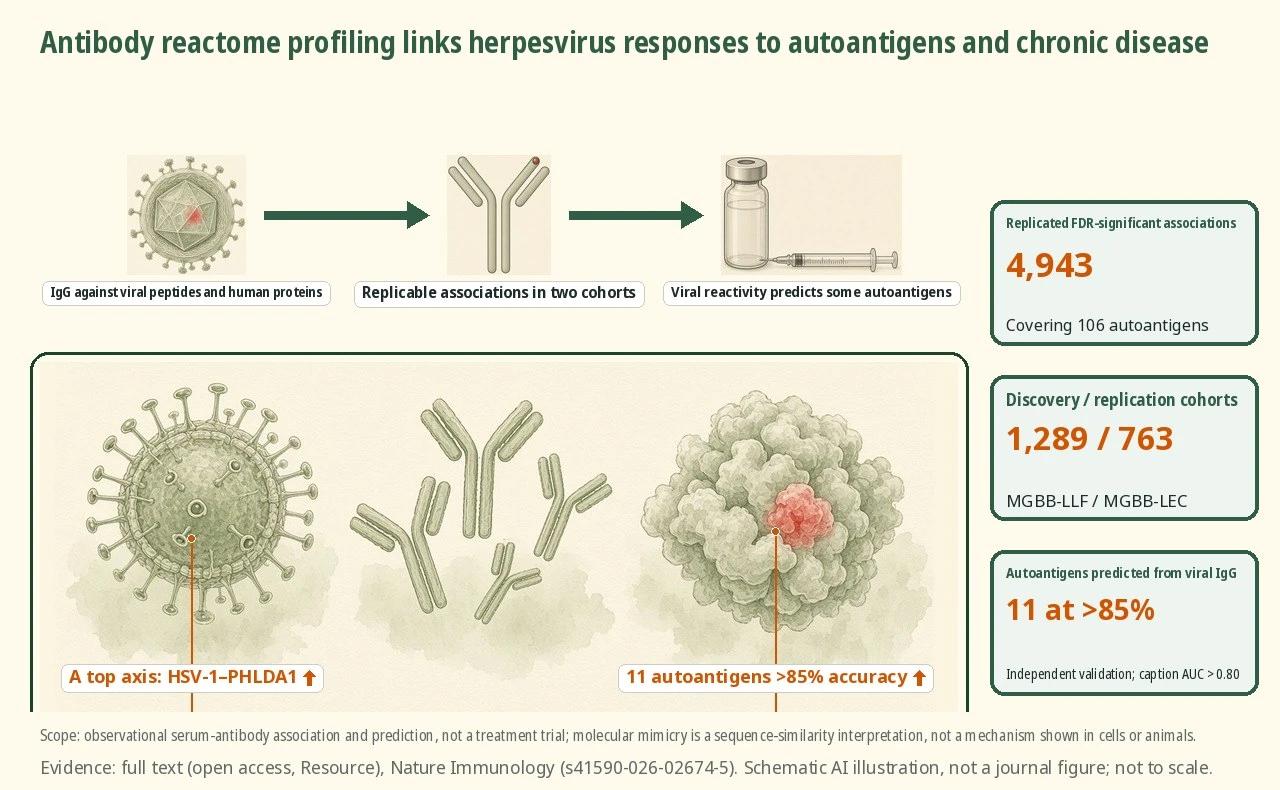 Antibody reactome profiling links herpesvirus responses to autoantigens and chronic disease
IgG against viral peptides and human proteins
Replicable associations in two cohorts
Viral reactivity predicts some autoantigens
Replicated FDR-significant associations
4,943
Covering 106 autoantigens
Discovery / replication cohorts
1,289 / 763
MGBB-LLF / MGBB-LEC
Autoantigens predicted from viral IgG
11 at >85%
Independent validation; caption AUC > 0.80
A top axis: HSV-1–PHLDA1 ↑
11 autoantigens >85% accuracy ↑
Scope: observational serum-antibody association and prediction, not a treatment trial; molecular mimicry is a sequence-similarity interpretation, not a mechanism shown in cells or animals.
Evidence: full text (open access, Resource), Nature Immunology (s41590-026-02674-5). Schematic AI illustration, not a journal figure; not to scale.